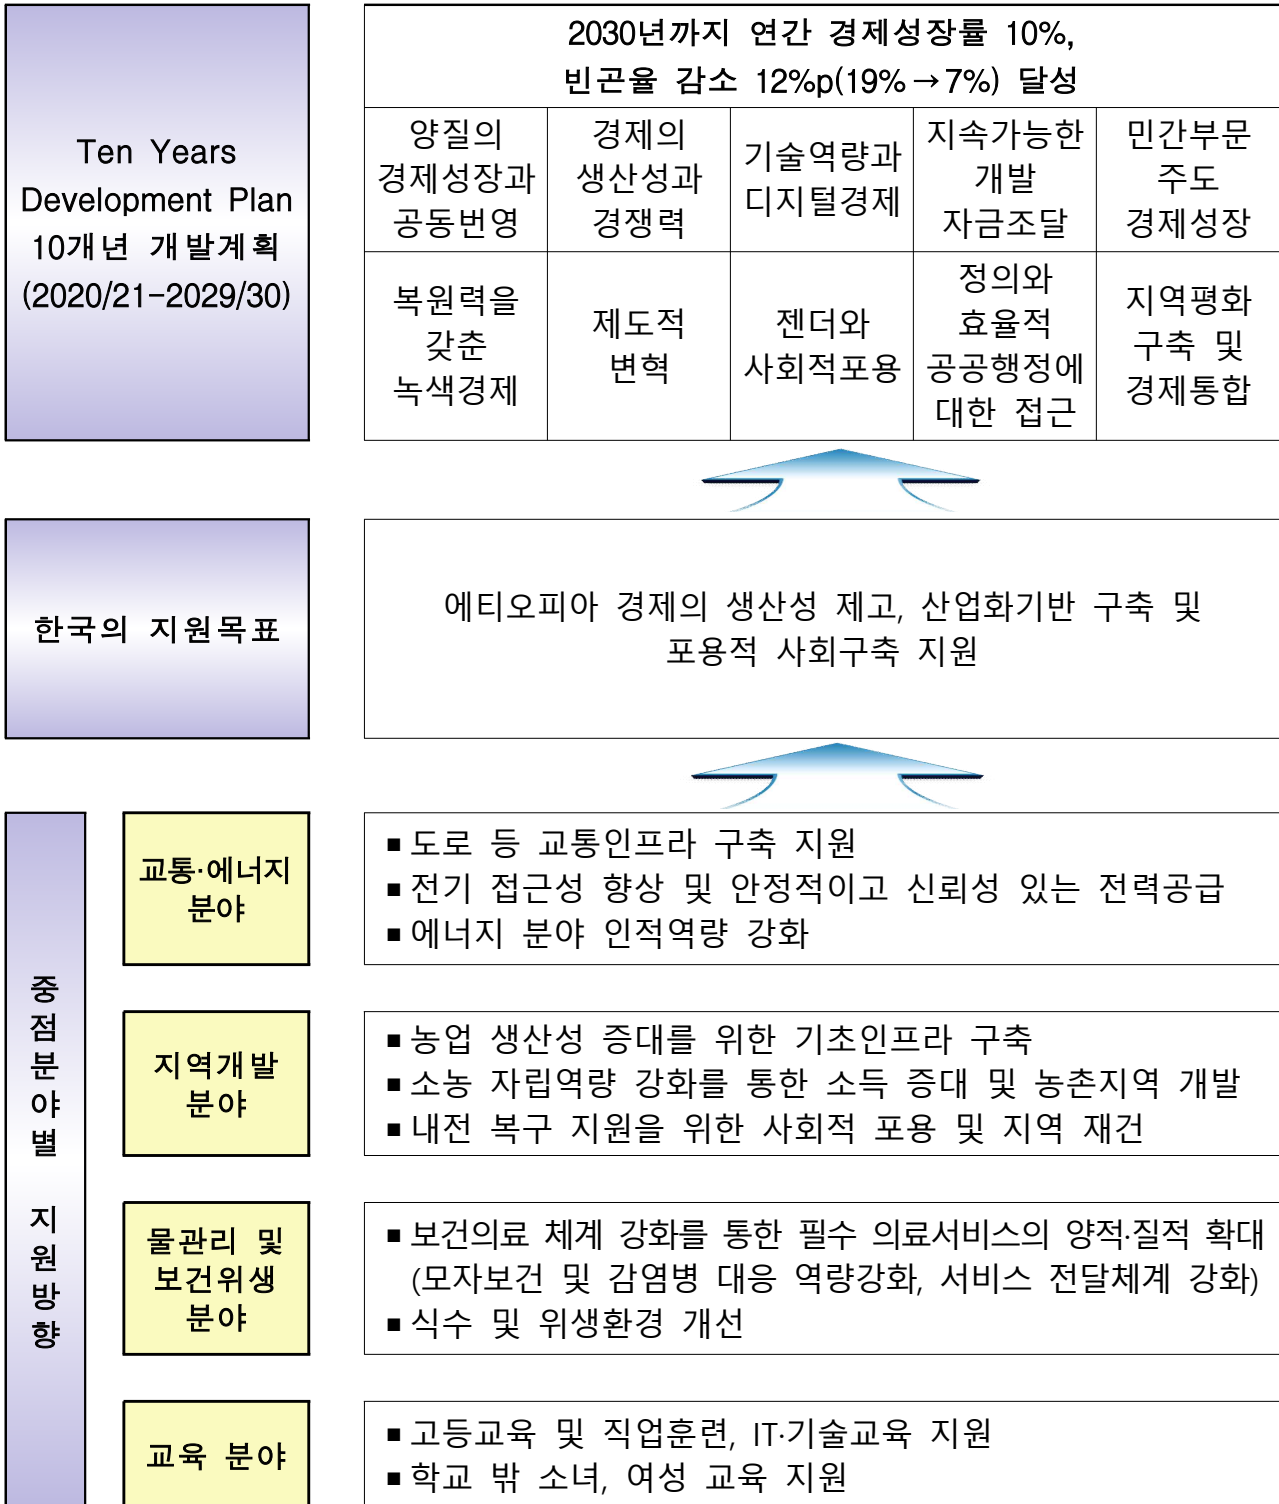 Ten Years
Development Plan
10개년 개발계획
(2020/21-2029/30)
2030년까지 연간 경제성장률 10%,
빈곤율 감소 12%p(19%→7%) 달성
양질의
경제성장과
공동번영
경제의
생산성과
경쟁력
기술역량과
디지털경제
지속가능한
개발
자금조달
민간부문
주도
경제성장
복원력을
갖춘
녹색경제
제도적
변혁
젠더와
사회적포용
정의와
효율적
공공행정에
대한 접근
지역평화
구축 및
경제통합
한국의 지원목표
에티오피아 경제의 생산성 제고, 산업화기반 구축 및
포용적 사회구축 지원
중점분야별 지원방향
교통·에너지
분야
■ 도로 등 교통인프라 구축 지원
■ 전기 접근성 향상 및 안정적이고 신뢰성 있는 전력공급
■ 에너지 분야 인적역량 강화
지역개발
분야
■ 농업 생산성 증대를 위한 기초인프라 구축
■ 소농 자립역량 강화를 통한 소득 증대 및 농촌지역 개발
■ 내전 복구 지원을 위한 사회적 포용 및 지역 재건
물관리 및
보건위생
분야
■ 보건의료 체계 강화를 통한 필수 의료서비스의 양적·질적 확대
(모자보건 및 감염병 대응 역량강화, 서비스 전달체계 강화)
■ 식수 및 위생환경 개선
교육 분야
■ 고등교육 및 직업훈련, IT·기술교육 지원
■ 학교 밖 소녀, 여성 교육 지원